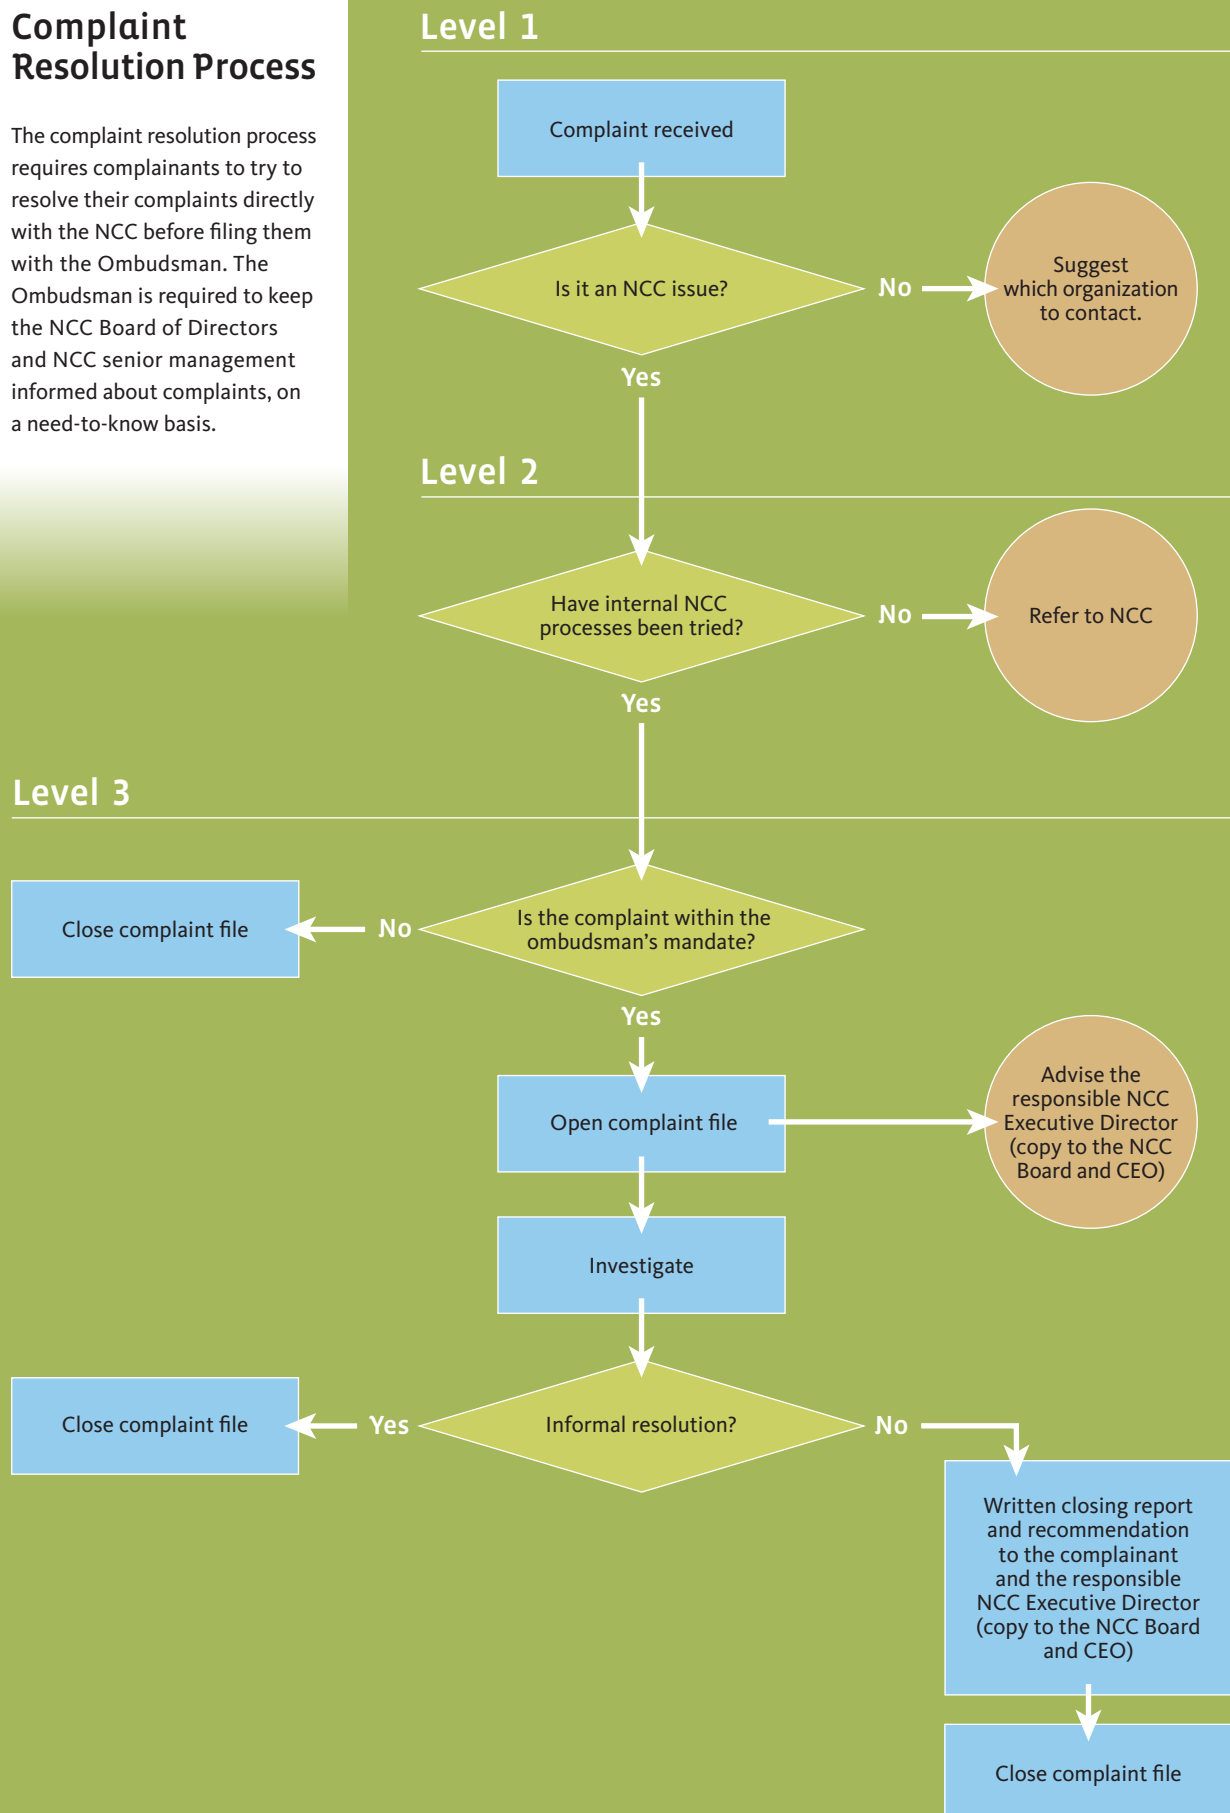 Complaint
Resolution Process
The complaint resolution process
requires complainants to try to
resolve their complaints directly
with the NCC before filing them
with the Ombudsman. The
Ombudsman is required to keep
the NCC Board of Directors
and NCC senior management
informed about complaints, on
a need-to-know basis.
Level 1
Complaint received
Is it an NCC issue?
No
Suggest
which organization
to contact.
Yes
Level 2
Have internal NCC
processes been tried?
No
Refer to NCC
Yes
Level 3
Is the complaint within the
ombudsman’s mandate?
No
Close complaint file
Yes
Open complaint file
Advise the
responsible NCC
Executive Director
(copy to the NCC
Board and CEO)
Investigate
Informal resolution?
Yes
Close complaint file
No
Written closing report
and recommendation
to the complainant
and the responsible
NCC Executive Director
(copy to the NCC Board
and CEO)
Close complaint file